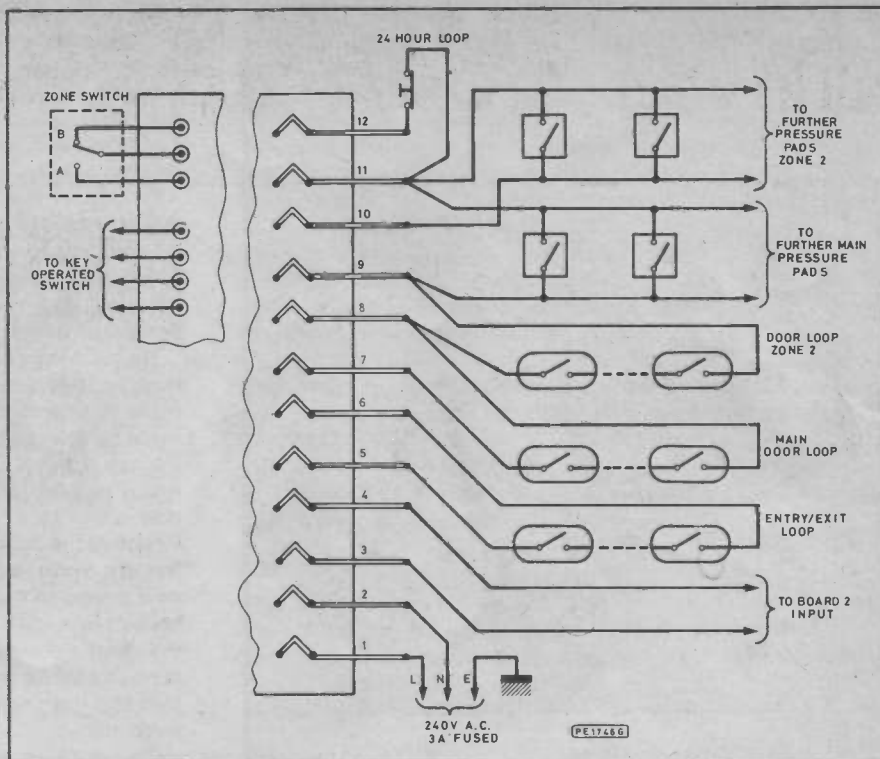 24 HOUR LOOP
ZONE SWITCH
B
A
12
11
10
9
8
7
6
5
4
3
2
1
TO KEY
OPERATED
SWITCH
TO
FURTHER
PRESSURE
PADS
ZONE 2
TO
FURTHER MAIN
PRESSURE
PADS
DOOR LOOP
ZONE 2
MAIN
DOOR LOOP
ENTRY/EXIT
LOOP
TO BOARD 2
INPUT
L N E
240V A.C.
3A FUSED
PE1746G